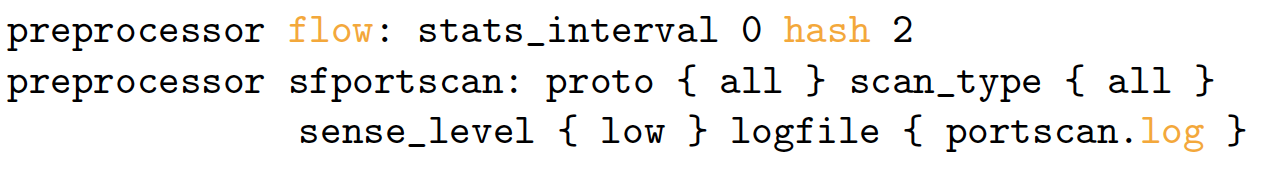 preprocessor flow: stats_interval 0 hash 2
preprocessor sfportscan: proto { all } scan_type { all }
sense_level { low } logfile { portscan.log }